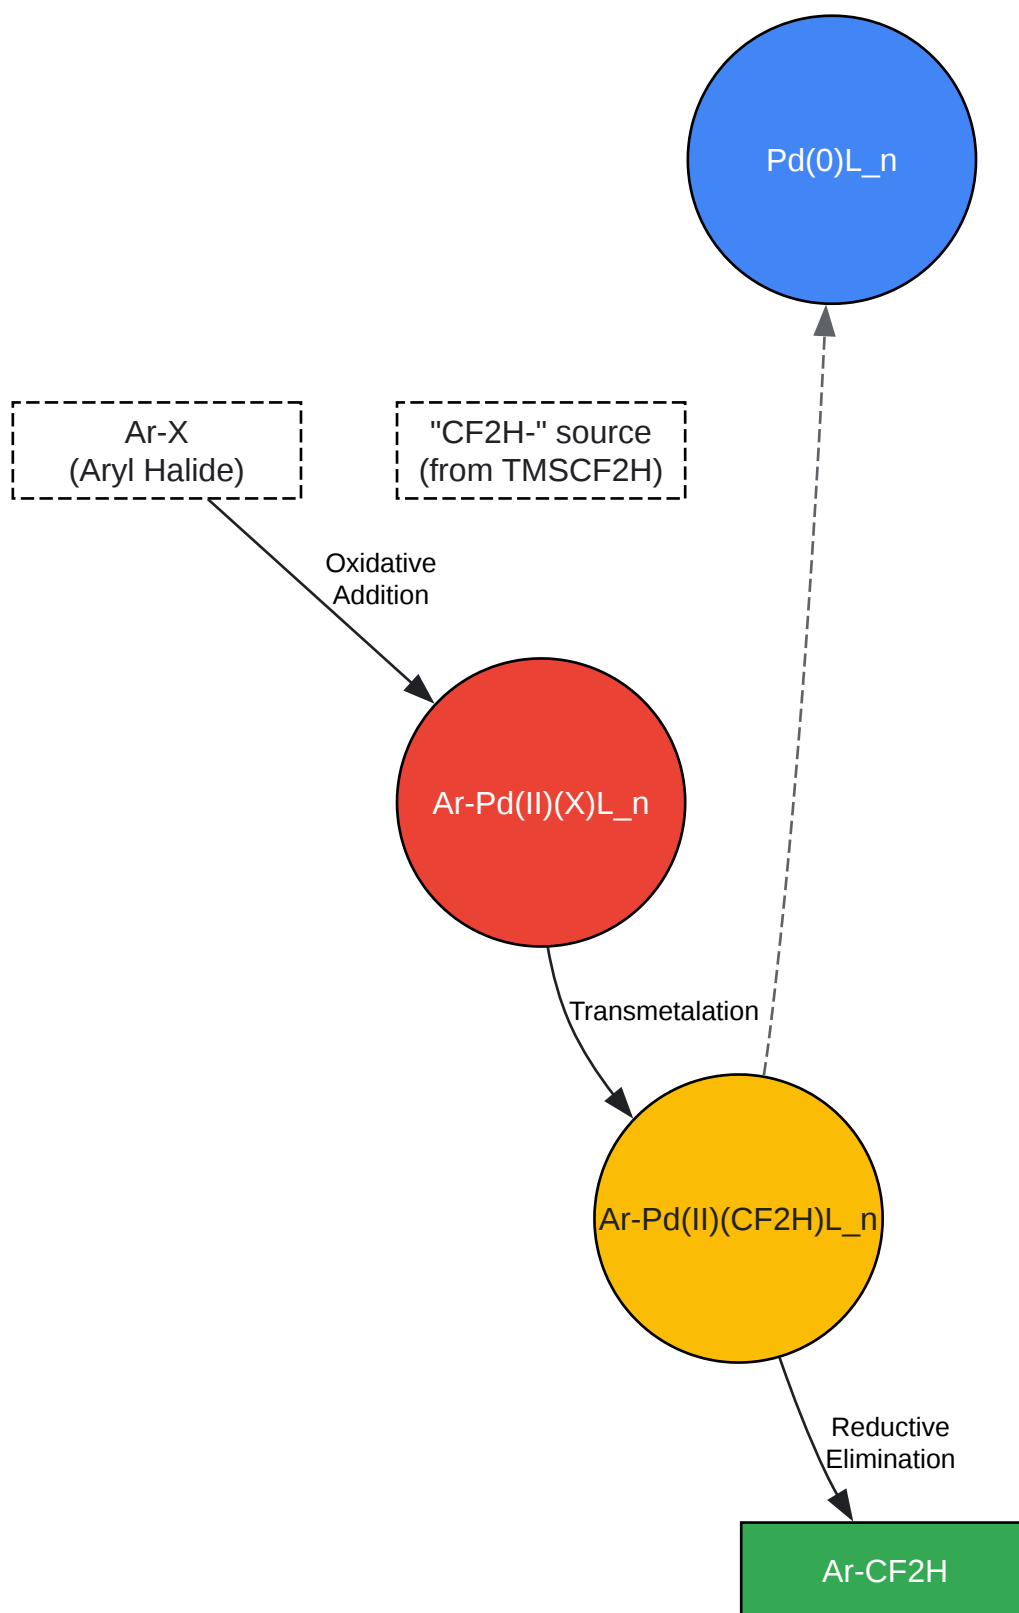 Pd(0)L_n
Ar-X
(Aryl Halide)
"CF2H-" source
(from TMSCF2H)
Oxidative
Addition
Ar-Pd(II)(X)L_n
Transmetalation
Ar-Pd(II)(CF2H)L_n
Reductive
Elimination
Ar-CF2H